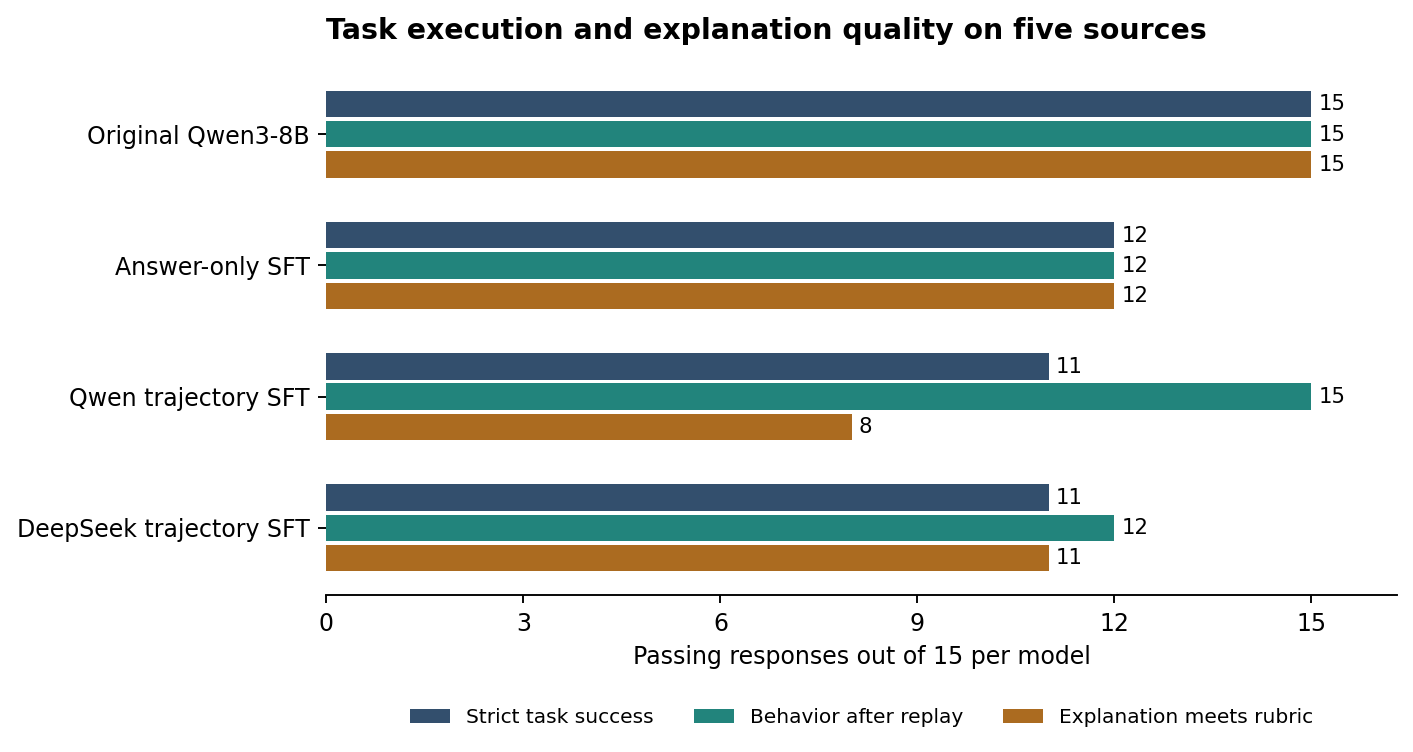 Task execution and explanation quality on five sources
Original Qwen3-8B
15
15
15
Answer-only SFT
12
12
12
Qwen trajectory SFT
11
15
8
DeepSeek trajectory SFT
11
12
11
0 3 6 9 12 15
Passing responses out of 15 per model
Strict task success Behavior after replay Explanation meets rubric